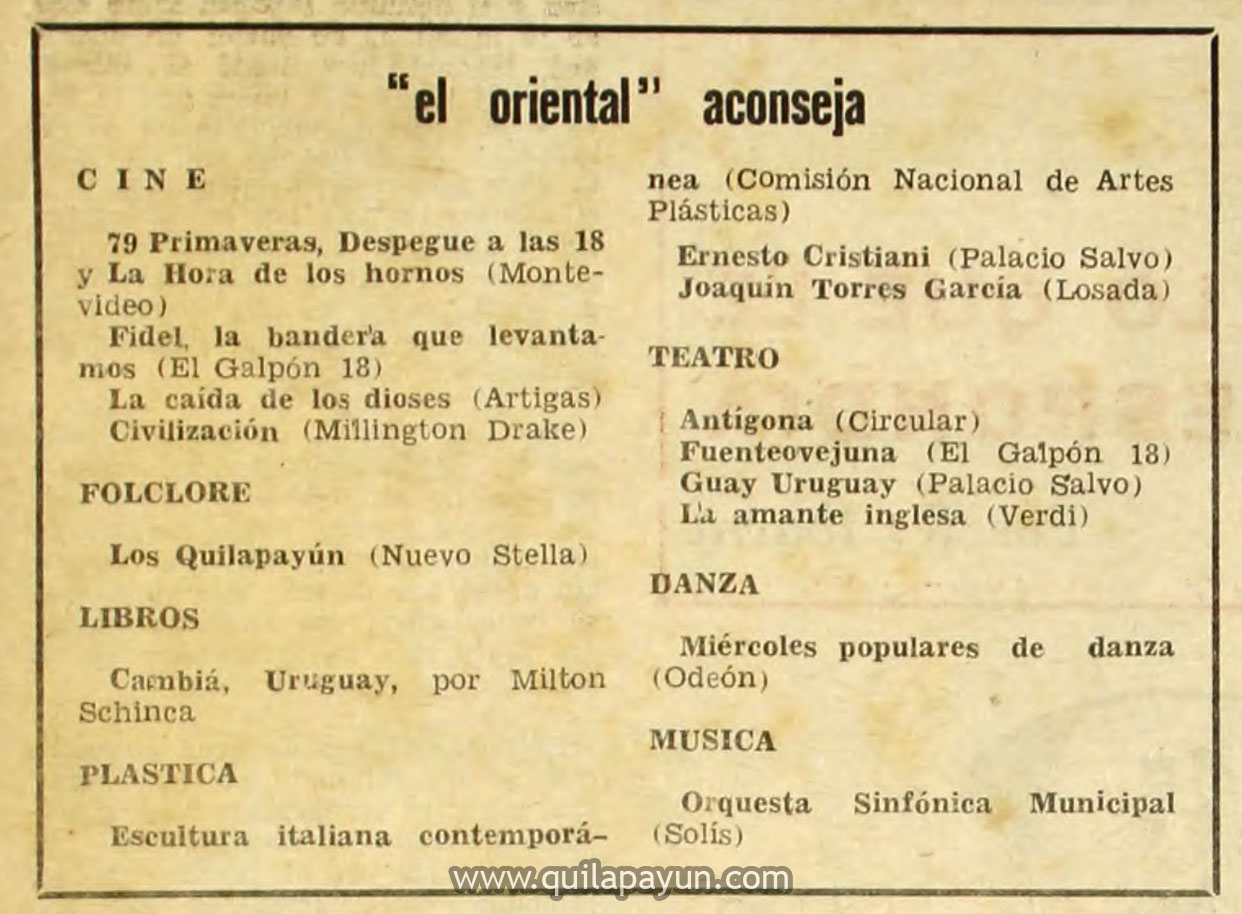 "el oriental" aconseja
CINE
79 Primaveras, Despegue a las 18
y La Hora de los hornos (Monte-
video)
Fidel, la bandera que levanta-
mos (El Galpón 18)
La caída de los dioses (Artigas)
Civilización (Millington Drake)
FOLCLORE
Los Quilapayún (Nuevo Stella)
LIBROS
Cambiá, Uruguay, por Milton
Schinca
PLASTICA
Escultura italiana contemporá-
nea (Comisión Nacional de Artes
Plásticas)
Ernesto Cristiani (Palacio Salvo)
Joaquín Torres García (Losada)
TEATRO
Antígona (Circular)
Fuenteovejuna (El Galpón 18)
Guay Uruguay (Palacio Salvo)
La amante inglesa (Verdi)
DANZA
Miércoles populares de danza
(Odeón)
MUSICA
Orquesta Sinfónica Municipal
(Solís)
www.quilapayun.com